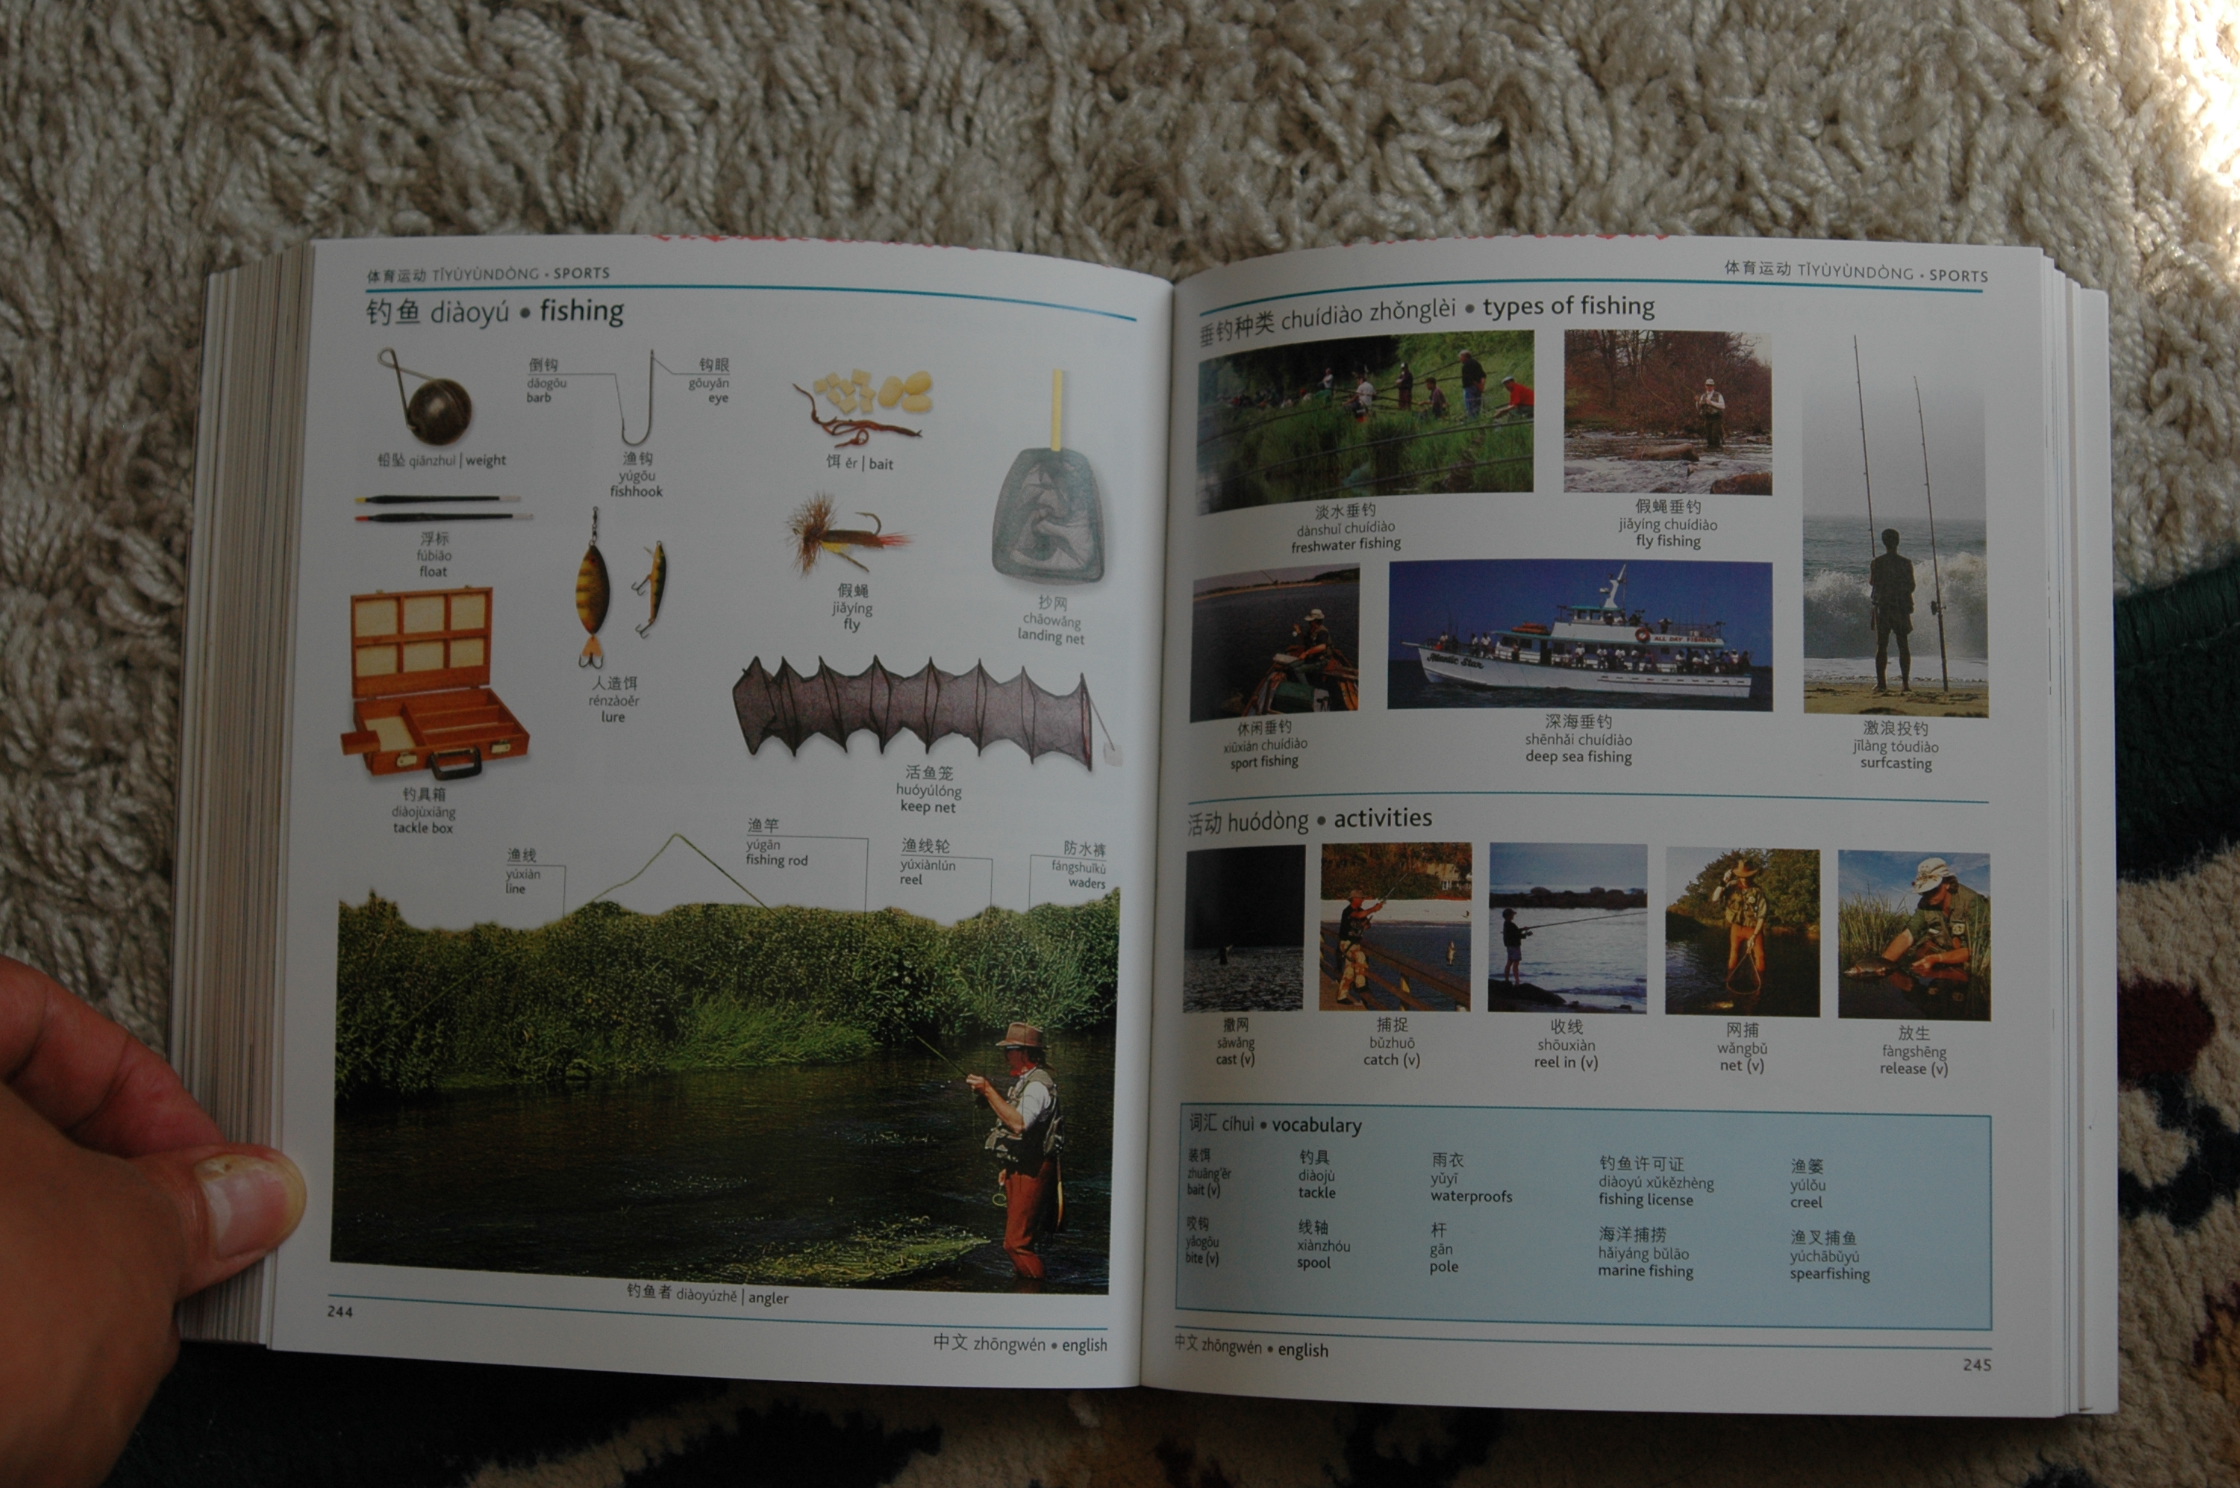 体育运动 TǏYÙYÙNDÒNG • SPORTS
钓鱼 diàoyú • fishing
铅坠 qiānzhuì | weight
倒钩
dàogōu
barb
钩眼
gōuyǎn
eye
渔钩
yúgōu
fishhook
饵 ěr | bait
抄网
chāowǎng
landing net
浮标
fúbiāo
float
人造饵
rénzàoěr
lure
假蝇
jiǎyíng
fly
钓具箱
diàojùxiāng
tackle box
活鱼笼
huóyúlóng
keep net
渔线
yúxiàn
line
渔竿
yúgān
fishing rod
渔线轮
yúxiànlún
reel
防水裤
fángshuǐkù
waders
钓鱼者 diàoyúzhě | angler
244
中文 zhōngwén • english
体育运动 TǏYÙYÙNDÒNG • SPORTS
垂钓种类 chuídiào zhǒnglèi • types of fishing
淡水垂钓
dànshuǐ chuídiào
freshwater fishing
假蝇垂钓
jiǎyíng chuídiào
fly fishing
激浪投钓
jīlàng tóudiào
surfcasting
休闲垂钓
xiūxián chuídiào
sport fishing
ALL DAY FISHING
深海垂钓
shēnhǎi chuídiào
deep sea fishing
活动 huódòng • activities
撒网
sāwǎng
cast (v)
捕捉
bǔzhuō
catch (v)
收线
shōuxiàn
reel in (v)
网捕
wǎngbǔ
net (v)
放生
fàngshēng
release (v)
词汇 cíhuì • vocabulary
装饵
zhuāng'ěr
bait (v)
钓具
diàojù
tackle
雨衣
yǔyī
waterproofs
钓鱼许可证
diàoyú xǔkězhèng
fishing license
渔篓
yúlǒu
creel
咬钩
yǎogōu
bite (v)
线轴
xiànzhóu
spool
杆
gān
pole
海洋捕捞
hǎiyáng bǔlāo
marine fishing
渔叉捕鱼
yúchābǔyú
spearfishing
中文 zhōngwén • english
245